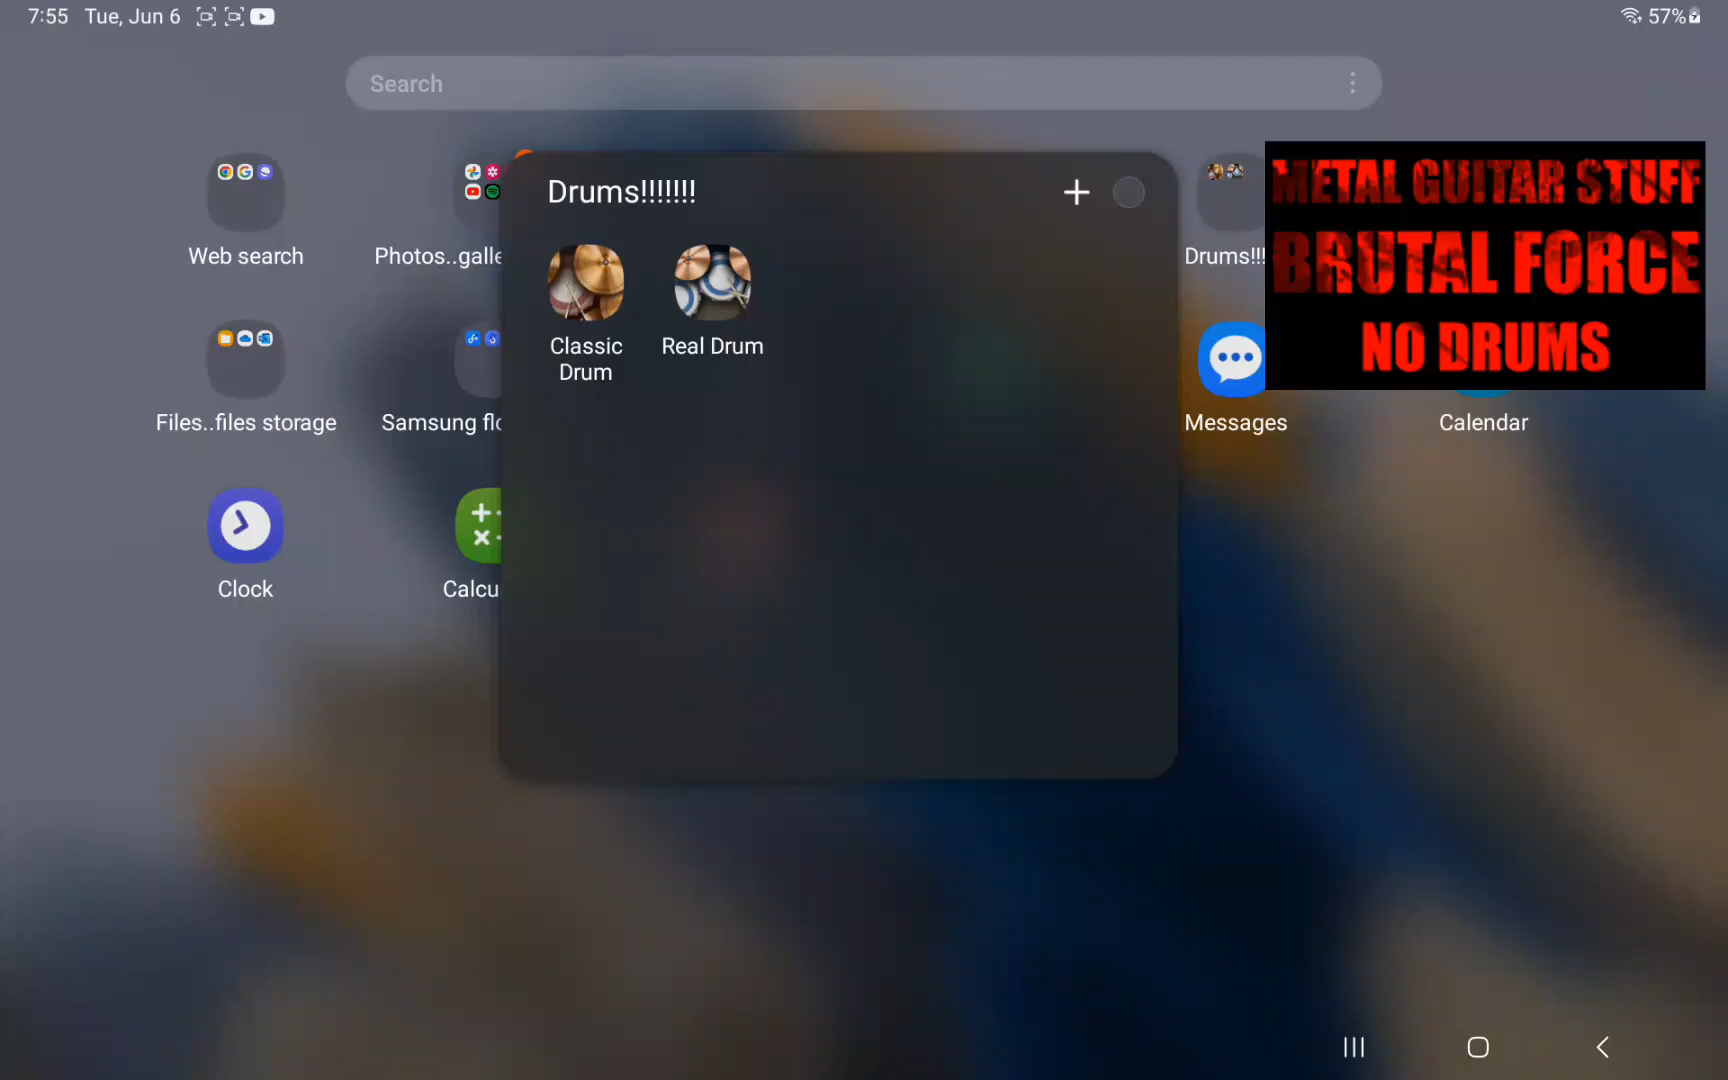 7:55 Tue, Jun 6
57%
Search
Drums!!!!!!!
METAL GUITAR STUFF
BRUTAL FORCE
NO DRUMS
Web search
Photos..galle
Drums!!!
Classic
Drum
Real Drum
Files..files storage
Samsung flo
Messages
Calendar
Clock
Calcu